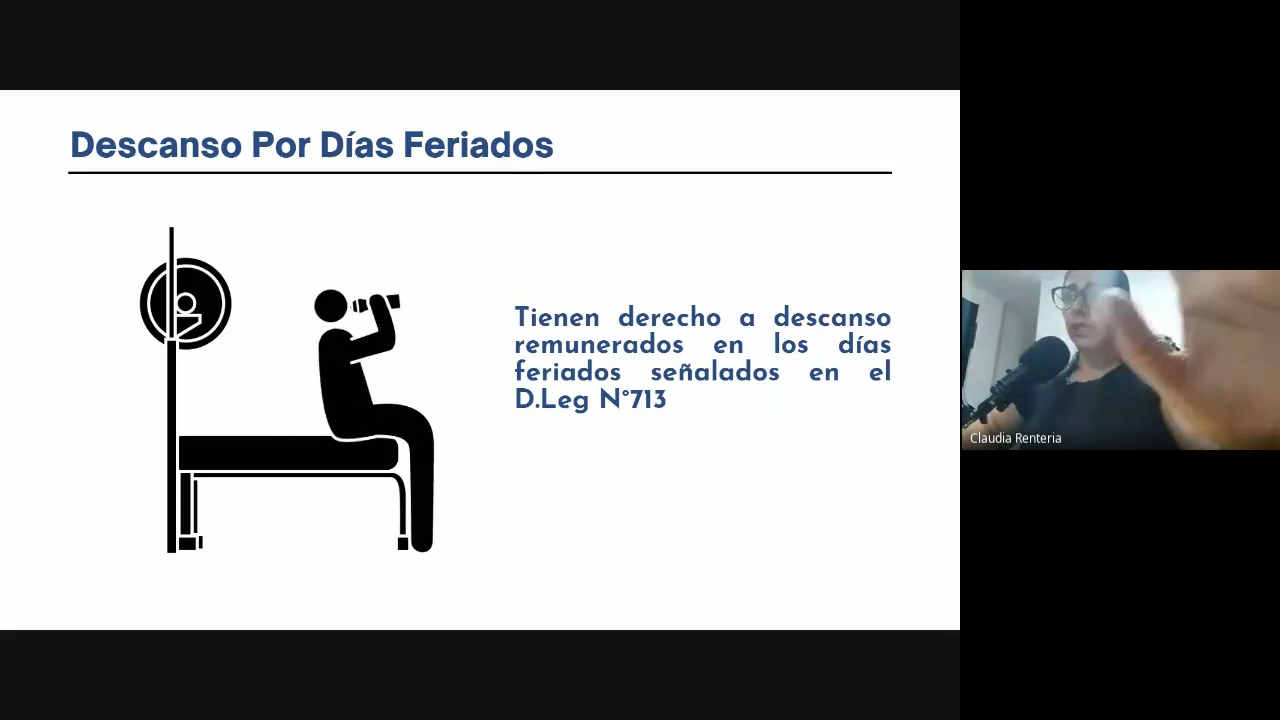 Descanso Por Días Feriados
Tienen derecho a descanso
remunerados en los días
feriados señalados en el
D.Leg N°713
Claudia Renteria